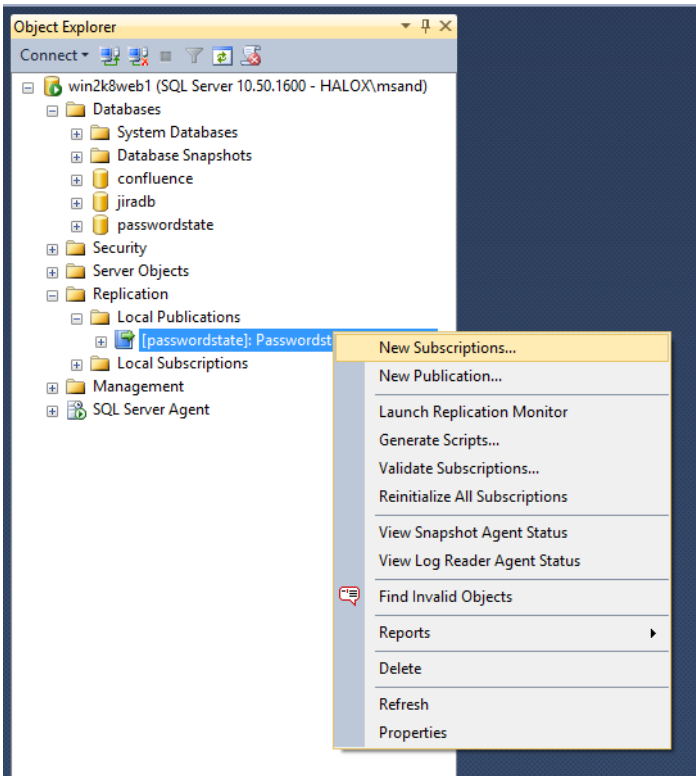 Object Explorer
Connect
win2k8web1 (SQL Server 10.50.1600 - HALOX\msand)
Databases
System Databases
Database Snapshots
confluence
jiradb
passwordstate
Security
Server Objects
Replication
Local Publications
[passwordstate]: Passwordst
Local Subscriptions
Management
SQL Server Agent
New Subscriptions...
New Publication...
Launch Replication Monitor
Generate Scripts...
Validate Subscriptions...
Reinitialize All Subscriptions
View Snapshot Agent Status
View Log Reader Agent Status
Find Invalid Objects
Reports
Delete
Refresh
Properties